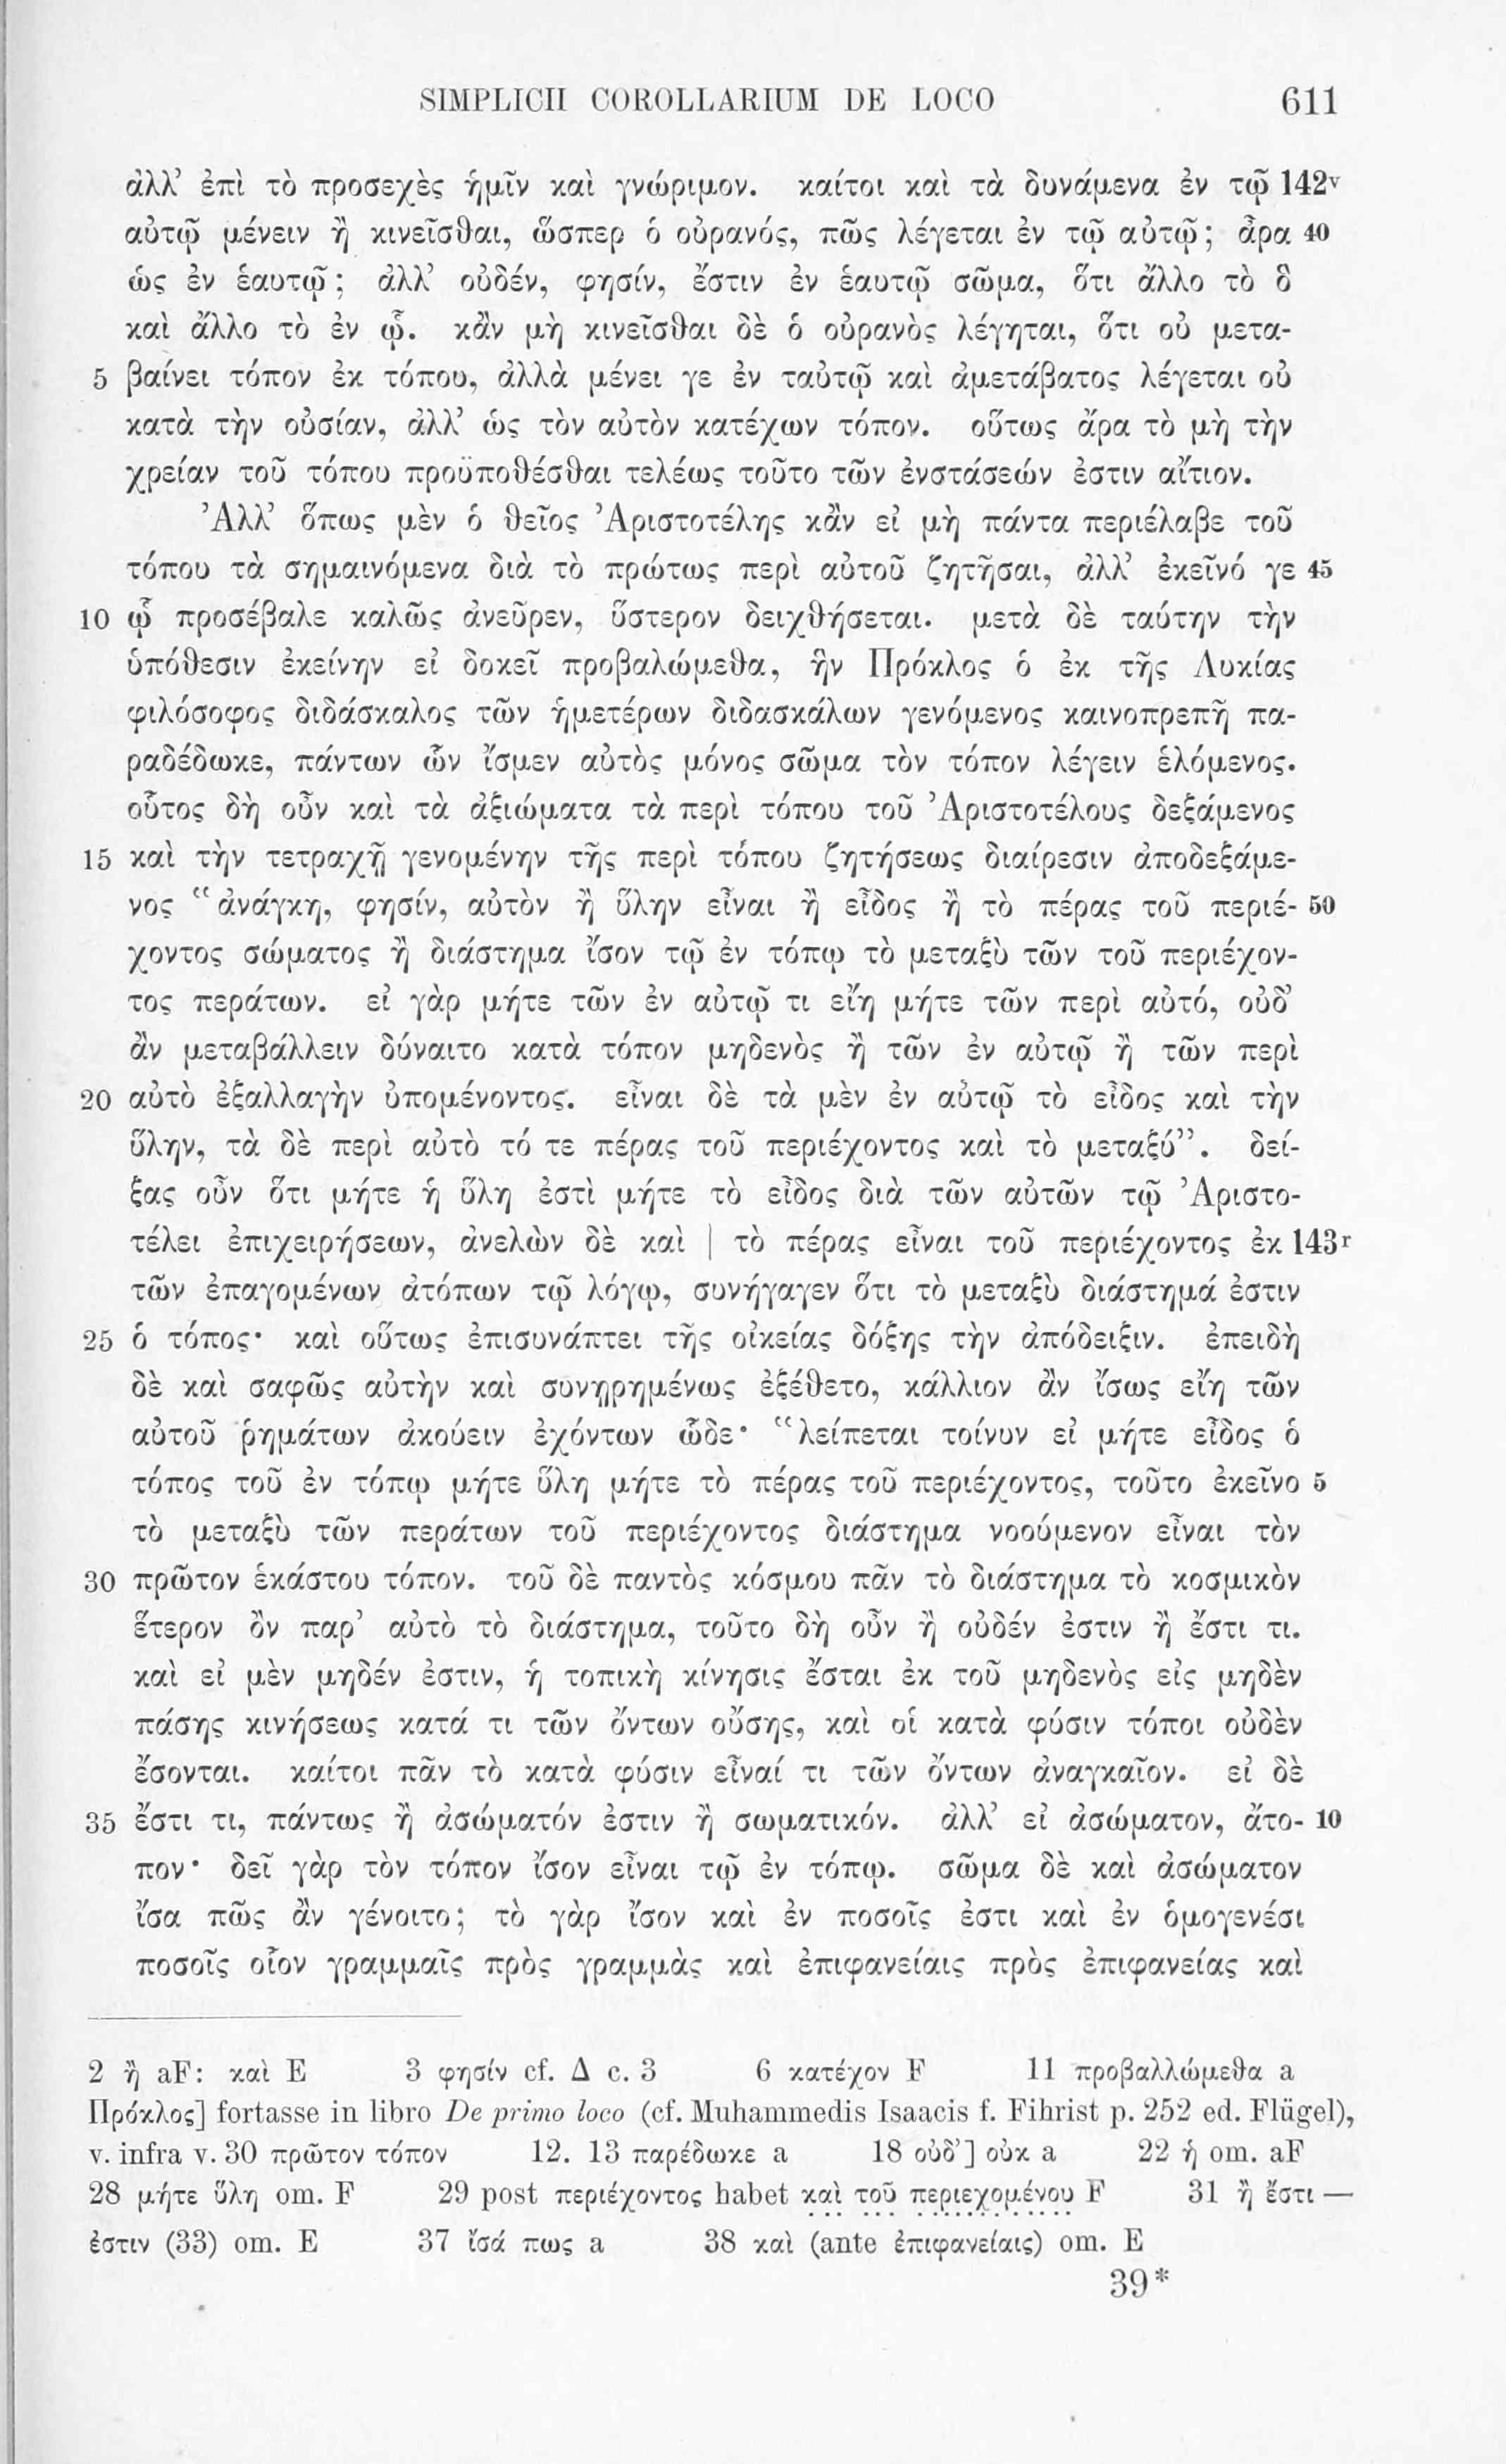 SIMPLICII COROLLARIUM DE LOCO 611
ἀλλ’ ἐπὶ τὸ προσεχὲς ἡμῖν καὶ γνώριμον. καίτοι καὶ τὰ δυνάμενα ἐν τῷ 142v
αὐτῷ μένειν ἢ κινεῖσθαι, ὥσπερ ὁ οὐρανός, πῶς λέγεται ἐν τῷ αὐτῷ; ἆρα 40
ὡς ἐν ἑαυτῷ; ἀλλ’ οὐδέν, φησίν, ἔστιν ἐν ἑαυτῷ σῶμα, ὅτι ἄλλο τὸ ὃ
καὶ ἄλλο τὸ ἐν ᾧ. κἂν μὴ κινεῖσθαι δὲ ὁ οὐρανὸς λέγηται, ὅτι οὐ μετα-
5 βαίνει τόπον ἐκ τόπου, ἀλλὰ μένει γε ἐν ταὐτῷ καὶ ἀμετάβατος λέγεται οὐ
κατὰ τὴν οὐσίαν, ἀλλ’ ὡς τὸν αὐτὸν κατέχων τόπον. οὕτως ἄρα τὸ μὴ τὴν
χρείαν τοῦ τόπου προϋποθέσθαι τελέως τοῦτο τῶν ἐνστάσεών ἐστιν αἴτιον.
Ἀλλ’ ὅπως μὲν ὁ θεῖος Ἀριστοτέλης κἂν εἰ μὴ πάντα περιέλαβε τοῦ
τόπου τὰ σημαινόμενα διὰ τὸ πρώτως περὶ αὐτοῦ ζητῆσαι, ἀλλ’ ἐκεῖνό γε 45
10 ᾧ προσέβαλε καλῶς ἀνεῦρεν, ὕστερον δειχθήσεται. μετὰ δὲ ταύτην τὴν
ὑπόθεσιν ἐκείνην εἰ δοκεῖ προβαλώμεθα, ἣν Πρόκλος ὁ ἐκ τῆς Λυκίας
φιλόσοφος διδάσκαλος τῶν ἡμετέρων διδασκάλων γενόμενος καινοπρεπῆ πα-
ραδέδωκε, πάντων ὧν ἴσμεν αὐτὸς μόνος σῶμα τὸν τόπον λέγειν ἑλόμενος.
οὗτος δὴ οὖν καὶ τὰ ἀξιώματα τὰ περὶ τόπου τοῦ Ἀριστοτέλους δεξάμενος
15 καὶ τὴν τετραχῇ γενομένην τῆς περὶ τόπου ζητήσεως διαίρεσιν ἀποδεξάμε-
νος “ἀνάγκη, φησίν, αὐτὸν ἢ ὕλην εἶναι ἢ εἶδος ἢ τὸ πέρας τοῦ περιέ- 50
χοντος σώματος ἢ διάστημα ἴσον τῷ ἐν τόπῳ τὸ μεταξὺ τῶν τοῦ περιέχον-
τος περάτων. εἰ γὰρ μήτε τῶν ἐν αὐτῷ τι εἴη μήτε τῶν περὶ αὐτό, οὐδ’
ἂν μεταβάλλειν δύναιτο κατὰ τόπον μηδενὸς ἢ τῶν ἐν αὐτῷ ἢ τῶν περὶ
20 αὐτὸ ἐξαλλαγὴν ὑπομένοντος. εἶναι δὲ τὰ μὲν ἐν αὐτῷ τὸ εἶδος καὶ τὴν
ὕλην, τὰ δὲ περὶ αὐτὸ τό τε πέρας τοῦ περιέχοντος καὶ τὸ μεταξύ”. δεί-
ξας οὖν ὅτι μήτε ἡ ὕλη ἐστὶ μήτε τὸ εἶδος διὰ τῶν αὐτῶν τῷ Ἀριστο-
τέλει ἐπιχειρήσεων, ἀνελὼν δὲ καὶ | τὸ πέρας εἶναι τοῦ περιέχοντος ἐκ 143r
τῶν ἐπαγομένων ἀτόπων τῷ λόγῳ, συνήγαγεν ὅτι τὸ μεταξὺ διάστημά ἐστιν
25 ὁ τόπος· καὶ οὕτως ἐπισυνάπτει τῆς οἰκείας δόξης τὴν ἀπόδειξιν. ἐπειδὴ
δὲ καὶ σαφῶς αὐτὴν καὶ συνῃρημένως ἐξέθετο, κάλλιον ἂν ἴσως εἴη τῶν
αὐτοῦ ῥημάτων ἀκούειν ἐχόντων ὧδε· “λείπεται τοίνυν εἰ μήτε εἶδος ὁ
τόπος τοῦ ἐν τόπῳ μήτε ὕλη μήτε τὸ πέρας τοῦ περιέχοντος, τοῦτο ἐκεῖνο 5
τὸ μεταξὺ τῶν περάτων τοῦ περιέχοντος διάστημα νοούμενον εἶναι τὸν
30 πρῶτον ἑκάστου τόπον. τοῦ δὲ παντὸς κόσμου πᾶν τὸ διάστημα τὸ κοσμικὸν
ἕτερον ὂν παρ’ αὐτὸ τὸ διάστημα, τοῦτο δὴ οὖν ἢ οὐδέν ἐστιν ἢ ἔστι τι.
καὶ εἰ μὲν μηδέν ἐστιν, ἡ τοπικὴ κίνησις ἔσται ἐκ τοῦ μηδενὸς εἰς μηδὲν
πάσης κινήσεως κατά τι τῶν ὄντων οὔσης, καὶ οἱ κατὰ φύσιν τόποι οὐδὲν
ἔσονται. καίτοι πᾶν τὸ κατὰ φύσιν εἶναί τι τῶν ὄντων ἀναγκαῖον. εἰ δὲ
35 ἔστι τι, πάντως ἢ ἀσώματόν ἐστιν ἢ σωματικόν. ἀλλ’ εἰ ἀσώματον, ἄτο- 10
πον· δεῖ γὰρ τὸν τόπον ἴσον εἶναι τῷ ἐν τόπῳ. σῶμα δὲ καὶ ἀσώματον
ἴσα πῶς ἂν γένοιτο; τὸ γὰρ ἴσον καὶ ἐν ποσοῖς ἐστι καὶ ἐν ὁμογενέσι
ποσοῖς οἷον γραμμαῖς πρὸς γραμμὰς καὶ ἐπιφανείαις πρὸς ἐπιφανείας καὶ
2 ἢ aF: καὶ E 3 φησίν cf. Δ c. 3 6 κατέχον F 11 προβαλλώμεθα a
Πρόκλος] fortasse in libro De primo loco (cf. Muhammedis Isaacis f. Fihrist p. 252 ed. Flügel),
v. infra v. 30 πρῶτον τόπον 12. 13 παρέδωκε a 18 οὐδ’] οὐκ a 22 ἡ om. aF
28 μήτε ὕλη om. F 29 post περιέχοντος habet καὶ τοῦ περιεχομένου F 31 ἢ ἔστι —
ἐστιν (33) om. E 37 ἴσά πως a 38 καὶ (ante ἐπιφανείαις) om. E
39*